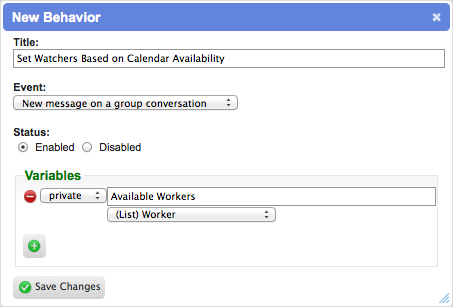 New Behavior
Title:
Set Watchers Based on Calendar Availability
Event:
New message on a group conversation
Status:
Enabled Disabled
Variables
private Available Workers
(List) Worker
Save Changes